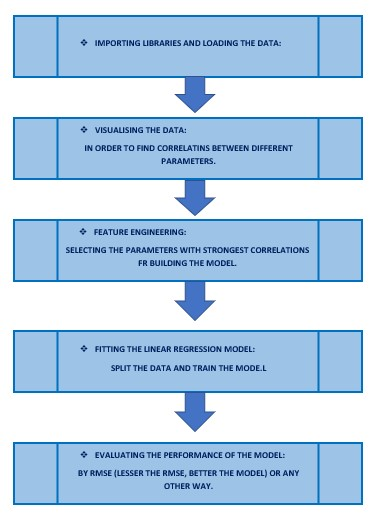 ❖ IMPORTING LIBRARIES AND LOADING THE DATA:
❖ VISUALISING THE DATA:
IN ORDER TO FIND CORRELATINS BETWEEN DIFFERENT
PARAMETERS.
❖ FEATURE ENGINEERING:
SELECTING THE PARAMETERS WITH STRONGEST CORRELATIONS
FR BUILDING THE MODEL.
❖ FITTING THE LINEAR REGRESSION MODEL:
SPLIT THE DATA AND TRAIN THE MODE.L
❖ EVALUATING THE PERFORMANCE OF THE MODEL:
BY RMSE (LESSER THE RMSE, BETTER THE MODEL) OR ANY
OTHER WAY.